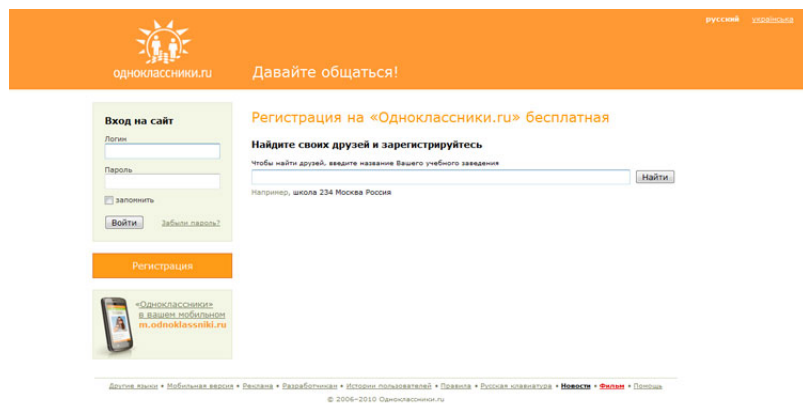 русский українська
одноклассники.ru
Давайте общаться!
Вход на сайт
Логин
Пароль
запомнить
Войти Забыли пароль?
Регистрация
«Одноклассники»
в вашем мобильном
m.odnoklassniki.ru
Регистрация на «Одноклассники.ru» бесплатная
Найдите своих друзей и зарегистрируйтесь
Чтобы найти друзей, введите название Вашего учебного заведения
Найти
Например, школа 234 Москва Россия
Другие языки • Мобильная версия • Реклама • Разработчикам • Истории пользователей • Правила • Русская клавиатура • Новости • Фильм • Помощь
© 2006–2010 Одноклассники.ru